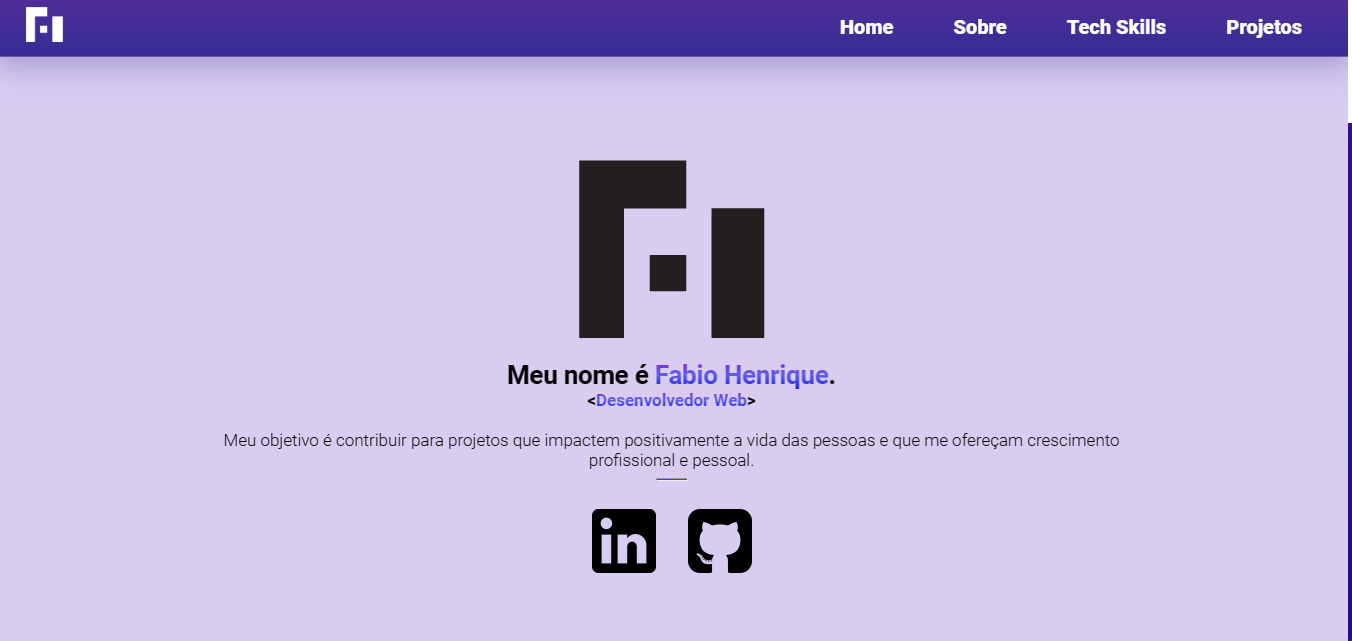 Home Sobre Tech Skills Projetos
Meu nome é Fabio Henrique.
<Desenvolvedor Web>
Meu objetivo é contribuir para projetos que impactem positivamente a vida das pessoas e que me ofereçam crescimento
profissional e pessoal.
in